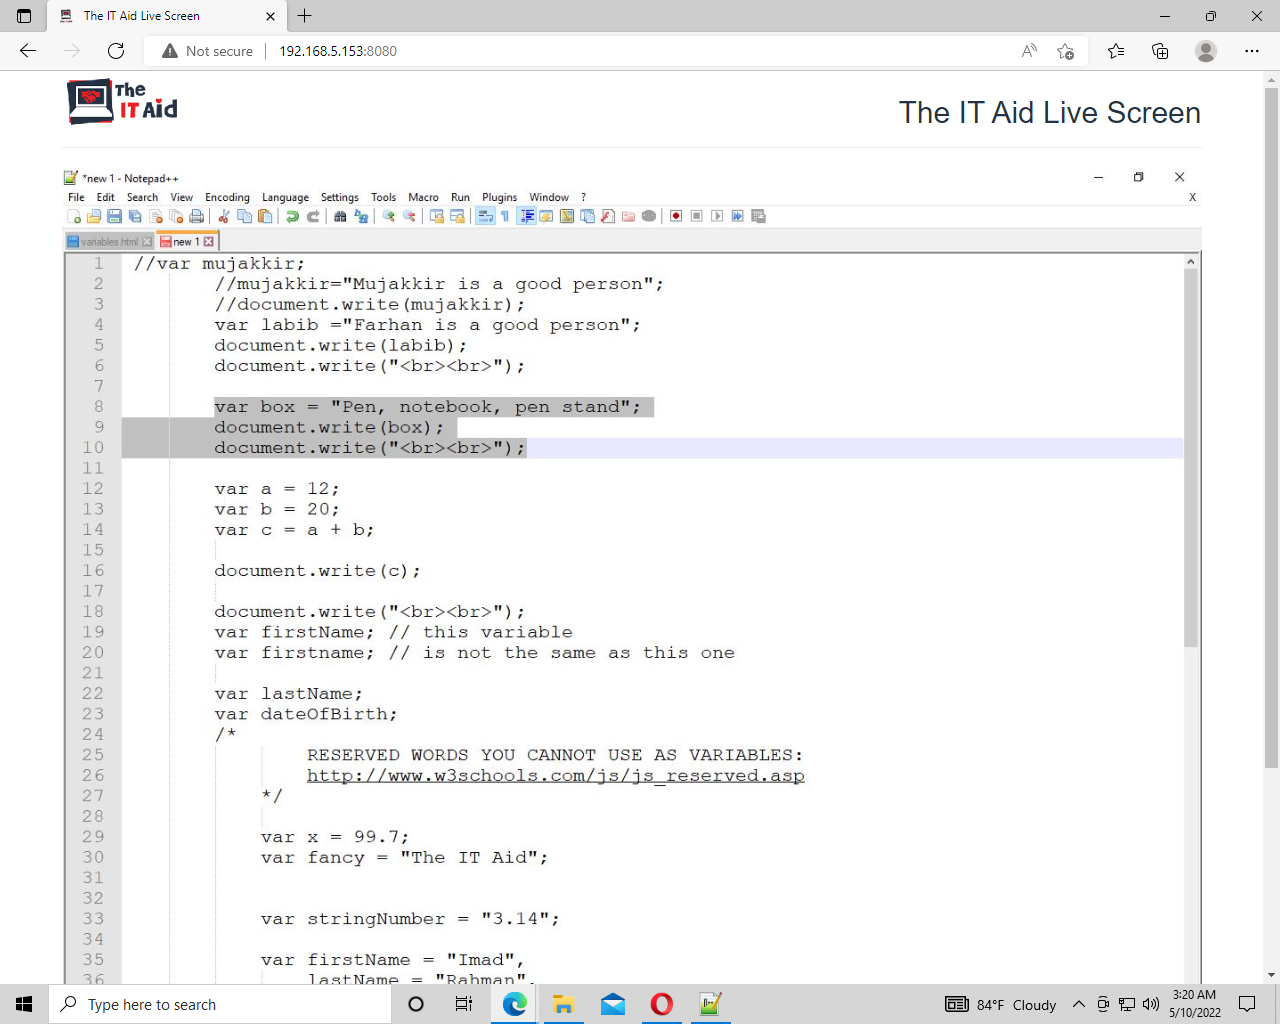 The IT Aid Live Screen
Not secure
192.168.5.153:8080
The
IT Aid
The IT Aid Live Screen
*new 1 - Notepad++
File Edit Search View Encoding Language Settings Tools Macro Run Plugins Window ? X
variables.html new 1
1 //var mujakkir;
2 //mujakkir="Mujakkir is a good person";
3 //document.write(mujakkir);
4 var labib ="Farhan is a good person";
5 document.write(labib);
6 document.write("<br><br>");
7
8 var box = "Pen, notebook, pen stand";
9 document.write(box);
10 document.write("<br><br>");
11
12 var a = 12;
13 var b = 20;
14 var c = a + b;
15
16 document.write(c);
17
18 document.write("<br><br>");
19 var firstName; // this variable
20 var firstname; // is not the same as this one
21
22 var lastName;
23 var dateOfBirth;
24 /*
25 RESERVED WORDS YOU CANNOT USE AS VARIABLES:
26 http://www.w3schools.com/js/js_reserved.asp
27 */
28
29 var x = 99.7;
30 var fancy = "The IT Aid";
31
32
33 var stringNumber = "3.14";
34
35 var firstName = "Imad",
36 lastName = "Rahman",
Type here to search
84°F Cloudy
3:20 AM
5/10/2022